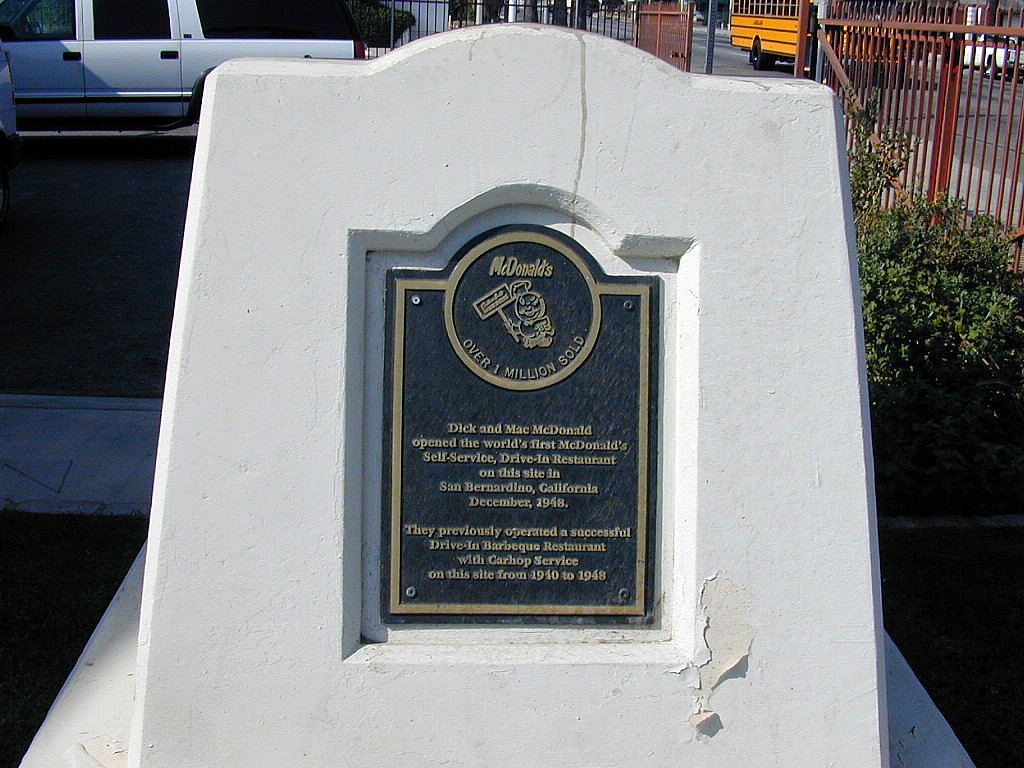 McDonald's
OVER 1 MILLION SOLD
Dick and Mac McDonald
opened the world's first McDonald's
Self-Service, Drive-In Restaurant
on this site in
San Bernardino, California
December, 1948.
They previously operated a successful
Drive-In Barbeque Restaurant
with Carhop Service
on this site from 1940 to 1948